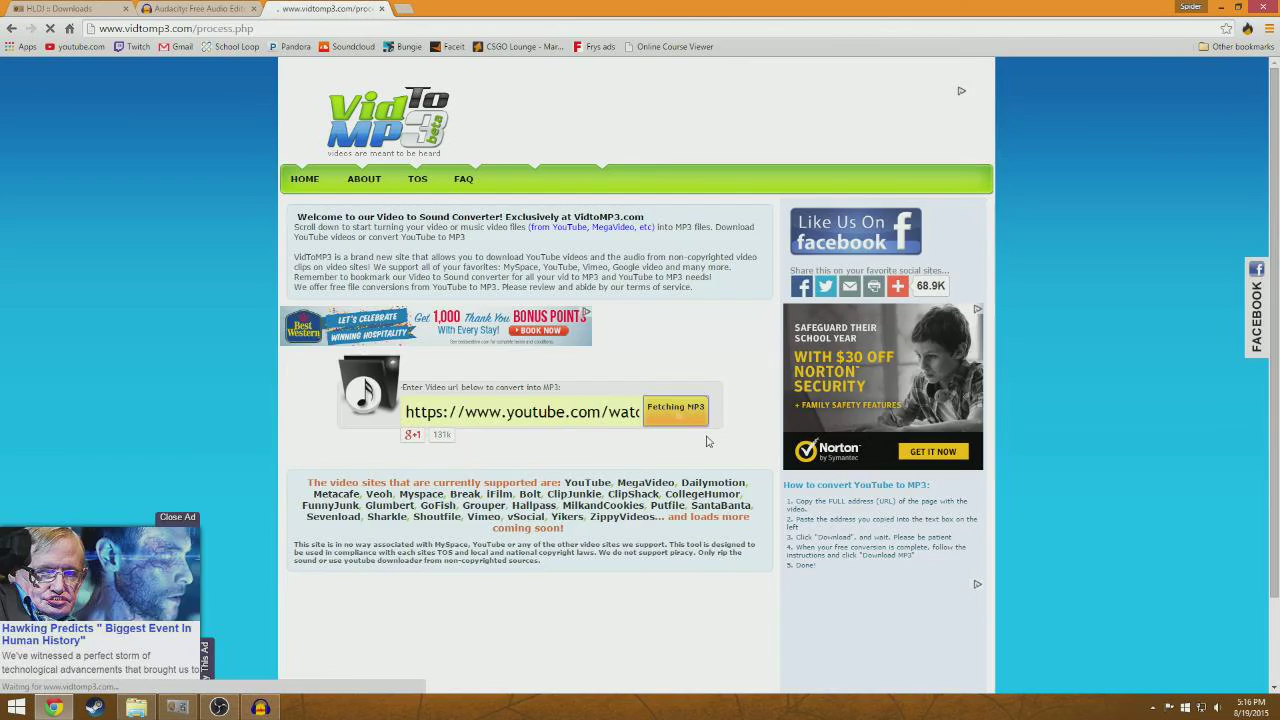 HLDJ :: Downloads
Audacity: Free Audio Edit
www.vidtomp3.com/proce
Spider
www.vidtomp3.com/process.php
Apps
youtube.com
Twitch
Gmail
School Loop
Pandora
Soundcloud
Bungie
Faceit
CSGO Lounge - Mar...
Frys ads
Online Course Material
Other bookmarks
VidTo
MP3 beta
videos are meant to be heard
HOME ABOUT TOS FAQ
Welcome to our Video to Sound Converter! Exclusively at VidtoMP3.com
Scroll down to start turning your video or music video files (from YouTube, MegaVideo, etc) into MP3 files. Download
YouTube videos or convert YouTube to MP3
VidToMP3 is a brand new site that allows you to download YouTube videos and the audio from non-copyrighted video
clips on video sites! We support all of your favorites: MySpace, YouTube, Vimeo, Google video and many more.
Remember to bookmark our Video to Sound converter for all your vid to MP3 and YouTube to MP3 needs!
We offer free file conversions from YouTube to MP3. Please review and abide by our terms of service.
Best Western
LET'S CELEBRATE
WINNING HOSPITALITY
Get 1,000 Thank You BONUS POINTS
With Every Stay!
BOOK NOW
Enter Video url below to convert into MP3:
https://www.youtube.com/watc
Fetching MP3
g+1
131k
The video sites that are currently supported are: YouTube, MegaVideo, Dailymotion,
Metacafe, Veoh, Myspace, Break, iFilm, Bolt, ClipJunkie, ClipShack, CollegeHumor,
FunnyJunk, Glumbert, GoFish, Grouper, Hallpass, MilkandCookies, Putfile, SantaBanta,
Sevenload, Sharkle, Shoutfile, Vimeo, vSocial, Yikers, ZippyVideos... and loads more
coming soon!
This site is in no way associated with MySpace, YouTube or any of the other video sites we support. This tool is designed to
be used in compliance with each sites TOS and local and national copyright laws. We do not support piracy. Only rip the
sound or use youtube downloader from non-copyrighted sources.
Like Us On
facebook
Share this on your favorite social sites...
68.9K
SAFEGUARD THEIR
SCHOOL YEAR
WITH $30 OFF
NORTON
SECURITY
+ FAMILY SAFETY FEATURES
Norton
by Symantec
GET IT NOW
How to convert YouTube to MP3:
1. Copy the FULL address (URL) of the page with the
video.
2. Paste the address you copied into the text box on the
left
3. Click "Download", and wait. Please be patient
4. When your free conversion is complete, follow the
instructions and click "Download MP3"
5. Done!
FACEBOOK
Close Ad
Hawking Predicts " Biggest Event In
Human History"
We've witnessed a perfect storm of
technological advancements that brought us to
This Ad
Waiting for www.vidtomp3.com...
5:16 PM
8/19/2015